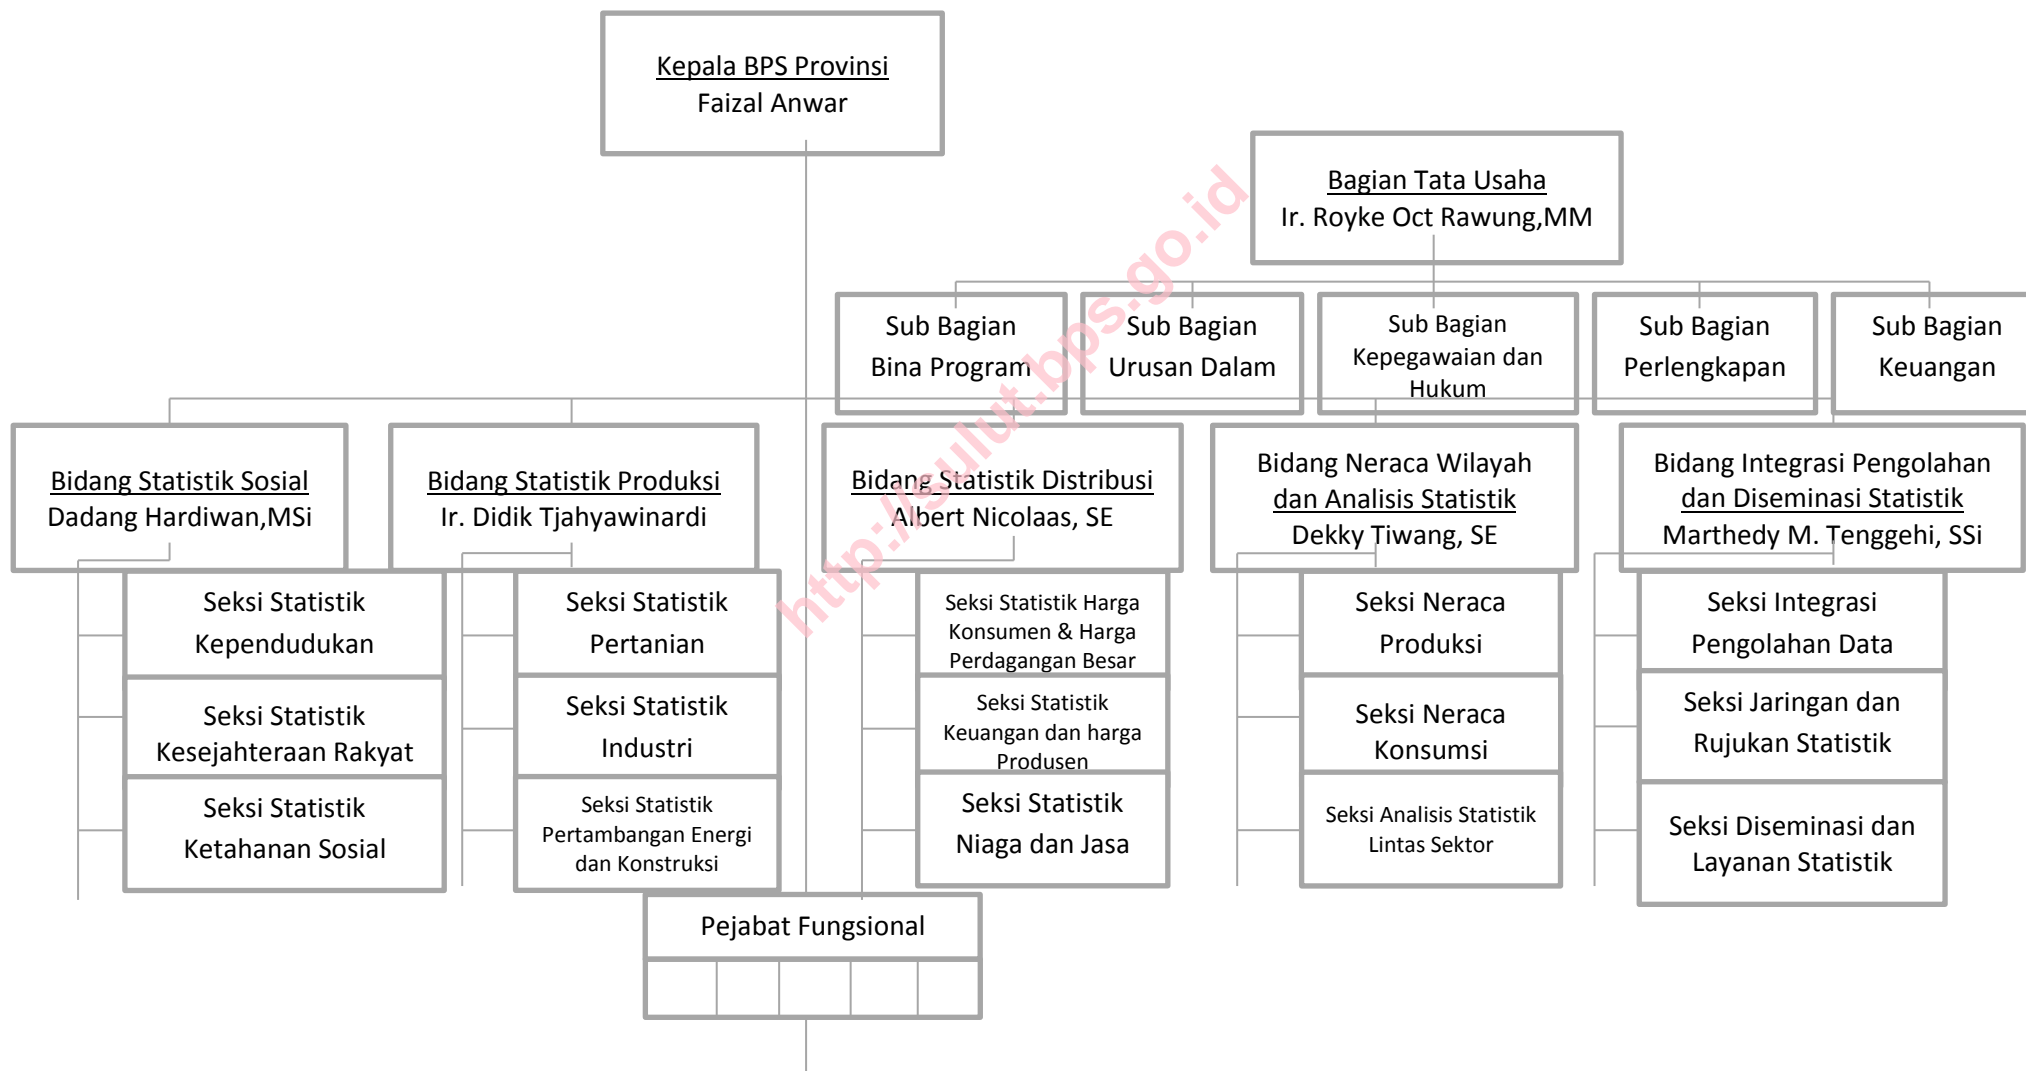 Kepala BPS Provinsi
Faizal Anwar
Bagian Tata Usaha
Ir. Royke Oct Rawung,MM
Sub Bagian
Bina Program
Sub Bagian
Urusan Dalam
Sub Bagian
Kepegawaian dan
Hukum
Sub Bagian
Perlengkapan
Sub Bagian
Keuangan
Bidang Statistik Sosial
Dadang Hardiwan,MSi
Bidang Statistik Produksi
Ir. Didik Tjahyawinardi
Bidang Statistik Distribusi
Albert Nicolaas, SE
Bidang Neraca Wilayah
dan Analisis Statistik
Dekky Tiwang, SE
Bidang Integrasi Pengolahan
dan Diseminasi Statistik
Marthedy M. Tenggehi, SSi
Seksi Statistik
Kependudukan
Seksi Statistik
Kesejahteraan Rakyat
Seksi Statistik
Ketahanan Sosial
Seksi Statistik
Pertanian
Seksi Statistik
Industri
Seksi Statistik
Pertambangan Energi
dan Konstruksi
Seksi Statistik Harga
Konsumen & Harga
Perdagangan Besar
Seksi Statistik
Keuangan dan harga
Produsen
Seksi Statistik
Niaga dan Jasa
Seksi Neraca
Produksi
Seksi Neraca
Konsumsi
Seksi Analisis Statistik
Lintas Sektor
Seksi Integrasi
Pengolahan Data
Seksi Jaringan dan
Rujukan Statistik
Seksi Diseminasi dan
Layanan Statistik
Pejabat Fungsional
http://sulut.bps.go.id